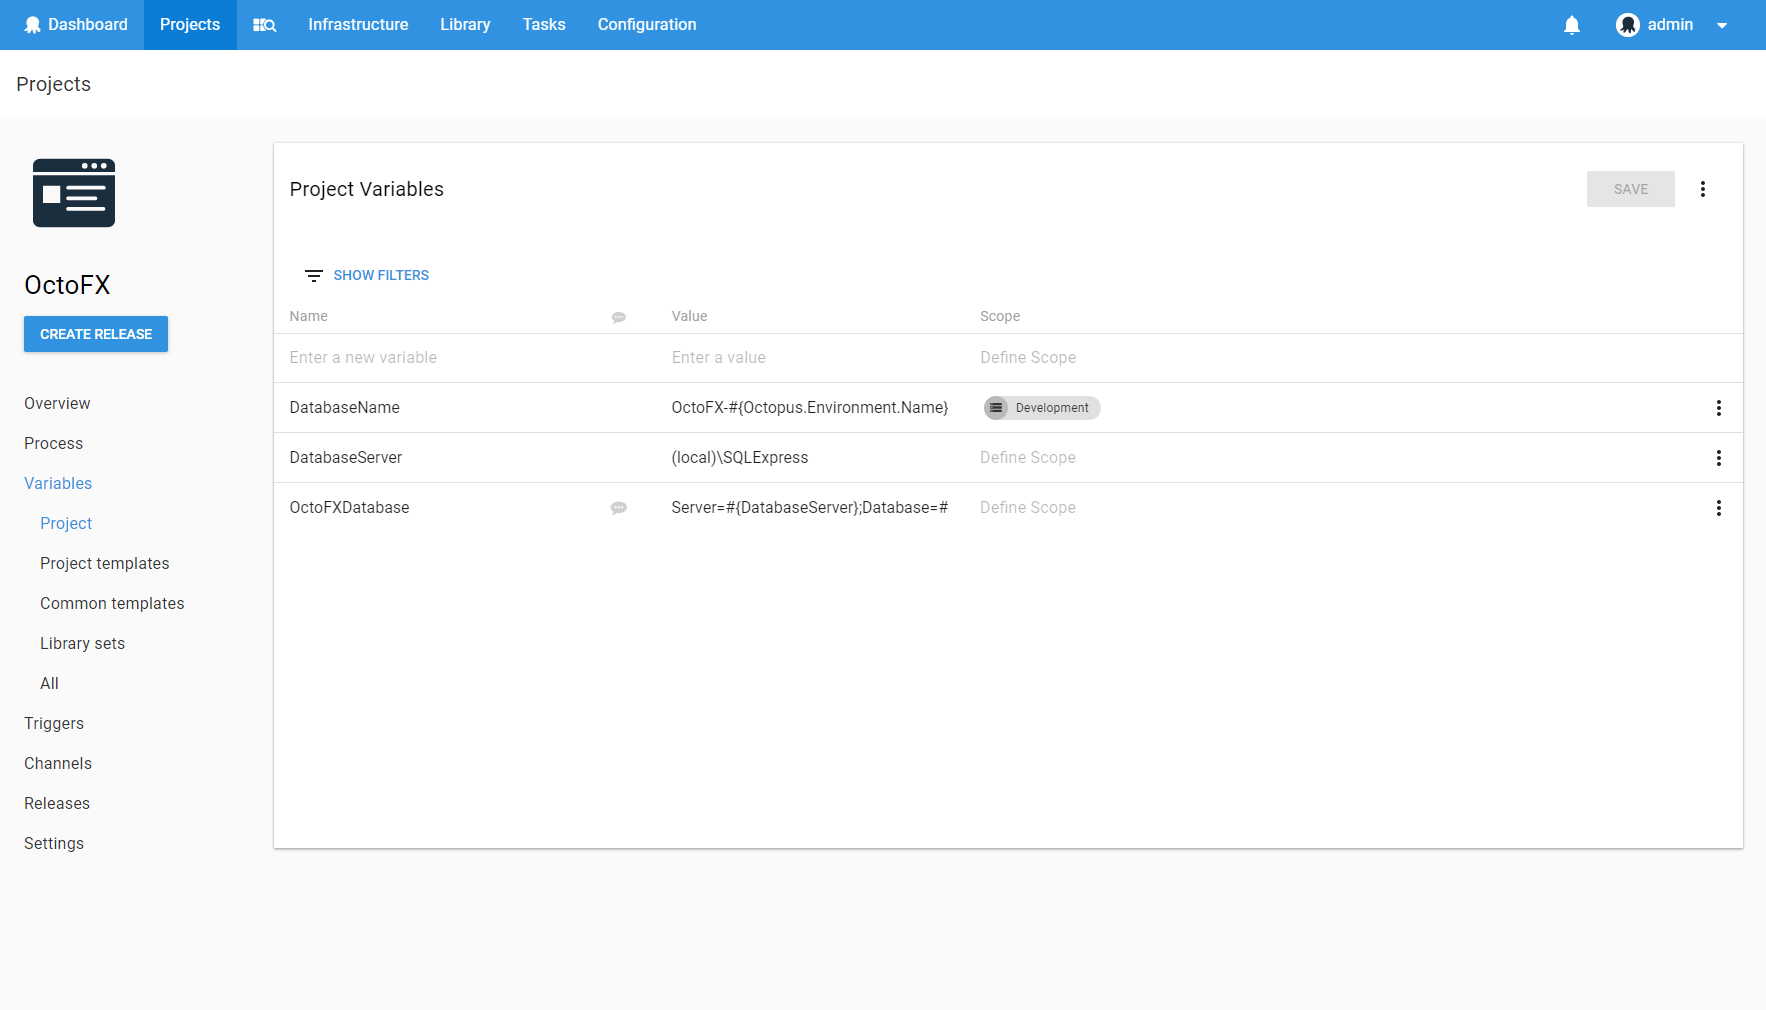 Dashboard Projects Infrastructure Library Tasks Configuration admin
Projects
OctoFX
CREATE RELEASE
Overview
Process
Variables
Project
Project templates
Common templates
Library sets
All
Triggers
Channels
Releases
Settings
Project Variables SAVE
SHOW FILTERS
Name Value Scope
Enter a new variable Enter a value Define Scope
DatabaseName OctoFX-#{Octopus.Environment.Name} Development
DatabaseServer (local)\SQLExpress Define Scope
OctoFXDatabase Server=#{DatabaseServer};Database=# Define Scope